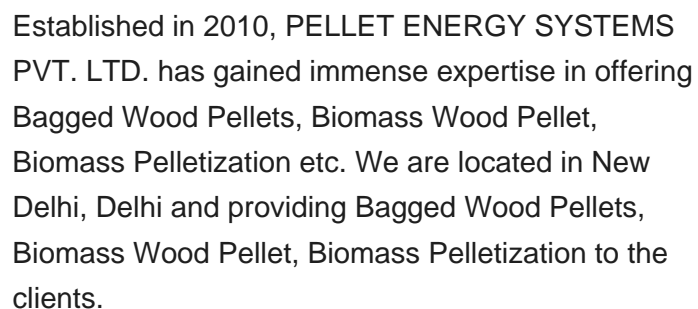 Established in 2010, PELLET ENERGY SYSTEMS
PVT. LTD. has gained immense expertise in offering
Bagged Wood Pellets, Biomass Wood Pellet,
Biomass Pelletization etc. We are located in New
Delhi, Delhi and providing Bagged Wood Pellets,
Biomass Wood Pellet, Biomass Pelletization to the
clients.